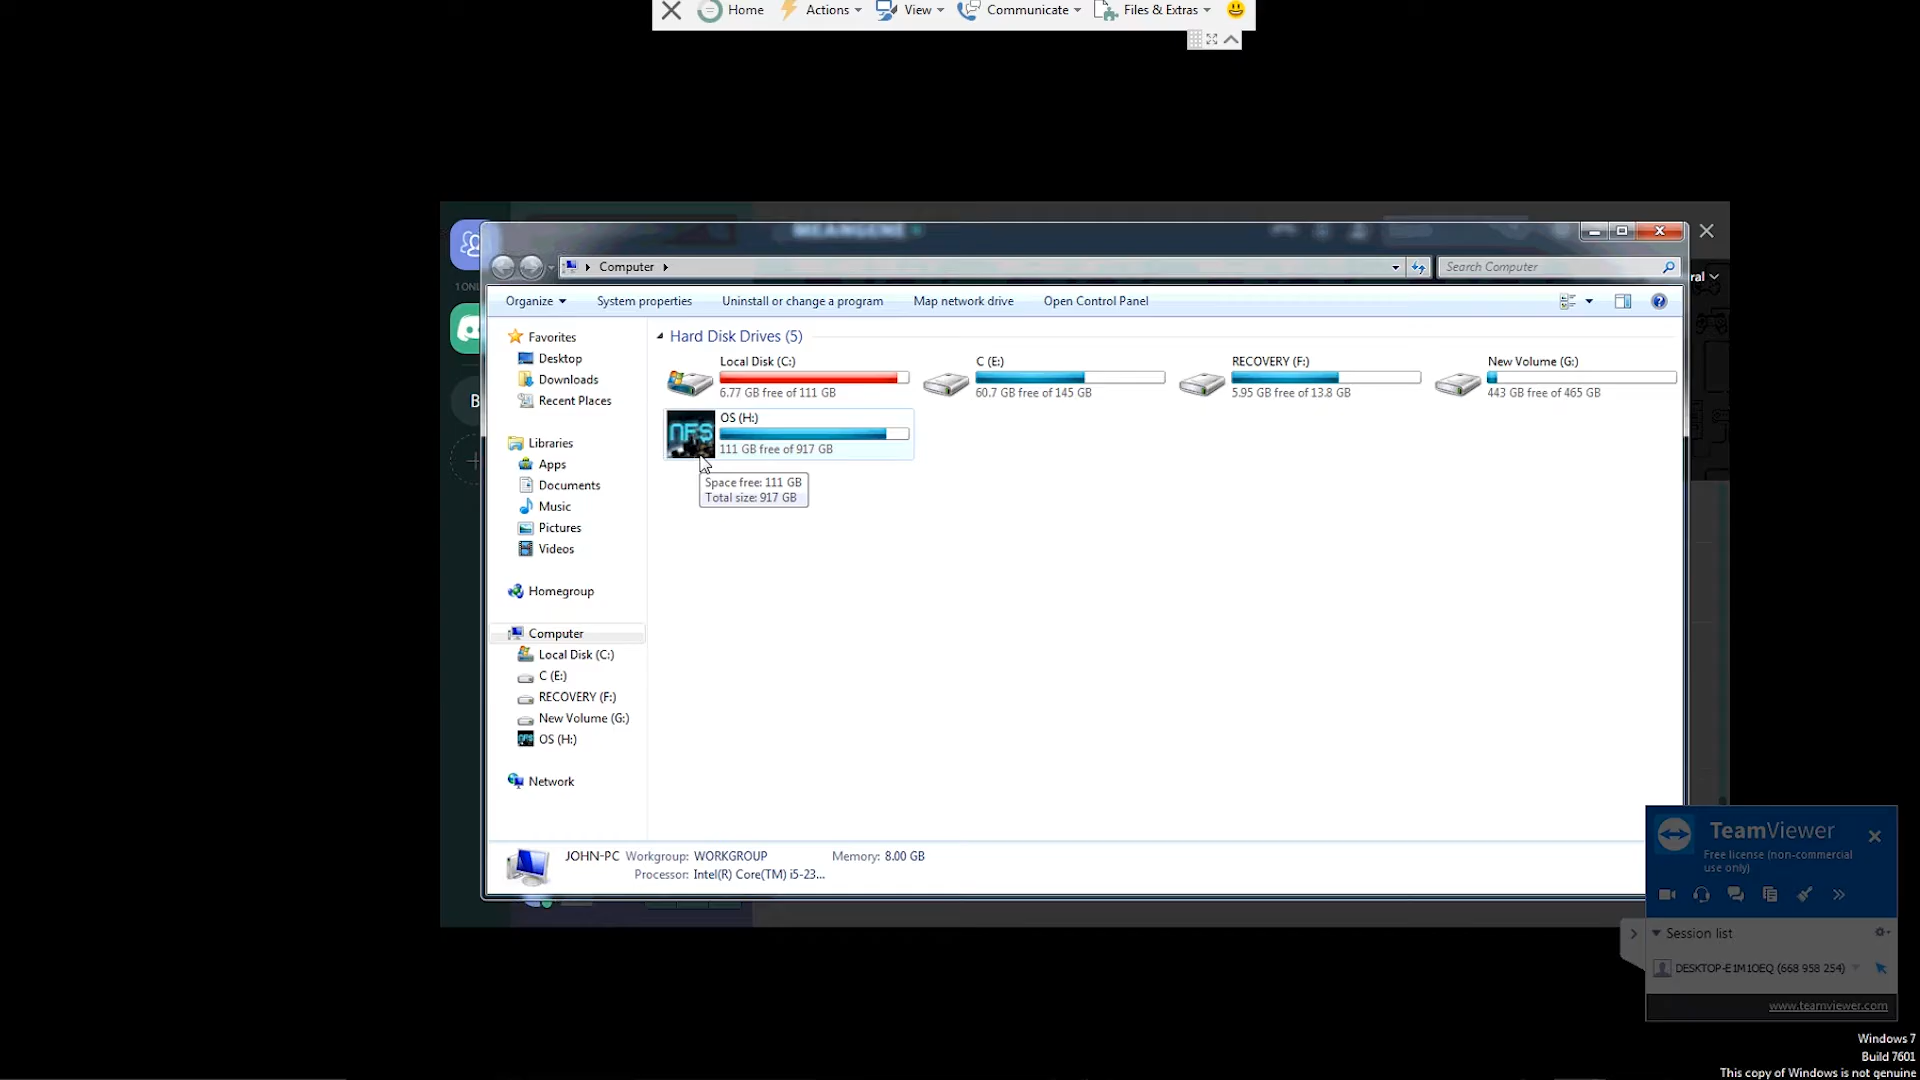 Home
Actions
View
Communicate
Files & Extras
MEANGENE
1 ONL
B
ral
Computer
Search Computer
Organize
System properties
Uninstall or change a program
Map network drive
Open Control Panel
Favorites
Desktop
Downloads
Recent Places
Libraries
Apps
Documents
Music
Pictures
Videos
Homegroup
Computer
Local Disk (C:)
C (E:)
RECOVERY (F:)
New Volume (G:)
OS (H:)
Network
Hard Disk Drives (5)
Local Disk (C:)
6.77 GB free of 111 GB
C (E:)
60.7 GB free of 145 GB
RECOVERY (F:)
5.95 GB free of 13.8 GB
New Volume (G:)
443 GB free of 465 GB
NFS
OS (H:)
111 GB free of 917 GB
Space free: 111 GB
Total size: 917 GB
JOHN-PC Workgroup: WORKGROUP Memory: 8.00 GB
Processor: Intel(R) Core(TM) i5-23...
TeamViewer
Free license (non-commercial
use only)
Session list
DESKTOP-E1M1OEQ (668 958 254)
www.teamviewer.com
Windows 7
Build 7601
This copy of Windows is not genuine